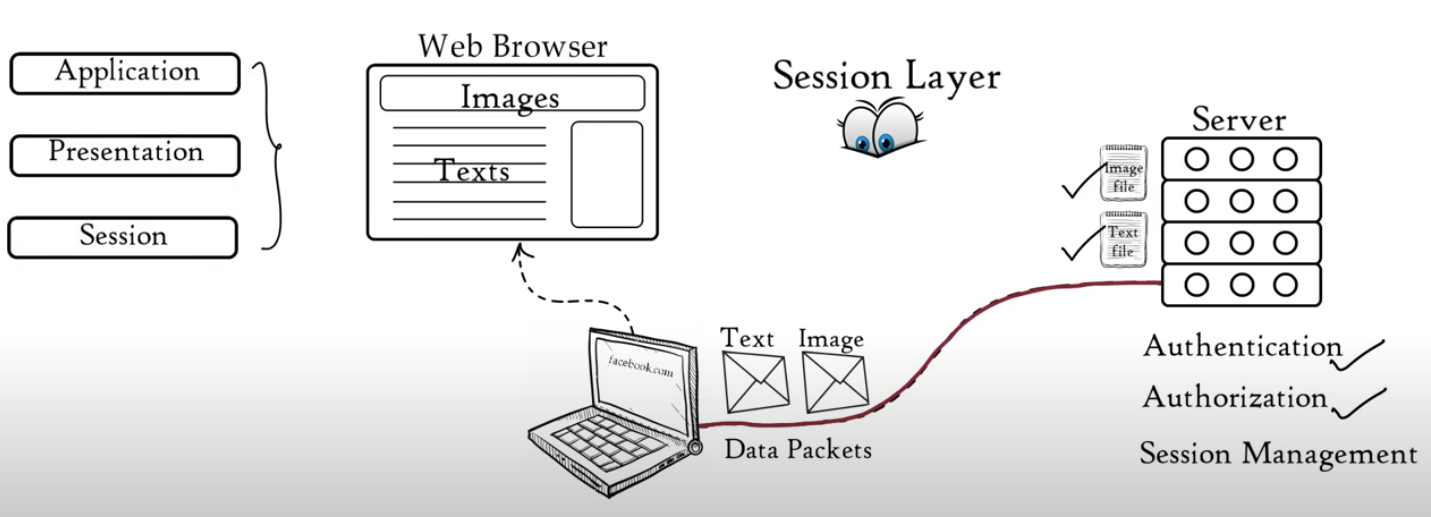 Application
Presentation
Session
Web Browser
Images
Texts
Session Layer
Server
Image
file
Text
file
facebook.com
Text
Image
Data Packets
Authentication
Authorization
Session Management